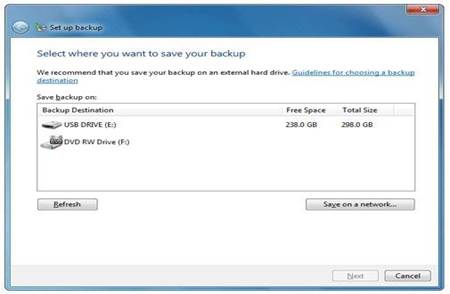 Set up backup
Select where you want to save your backup
We recommend that you save your backup on an external hard drive. Guidelines for choosing a backup
destination
Save backup on:
Backup Destination Free Space Total Size
USB DRIVE (E:) 238.0 GB 298.0 GB
DVD RW Drive (F:)
Refresh Save on a network...
Next Cancel